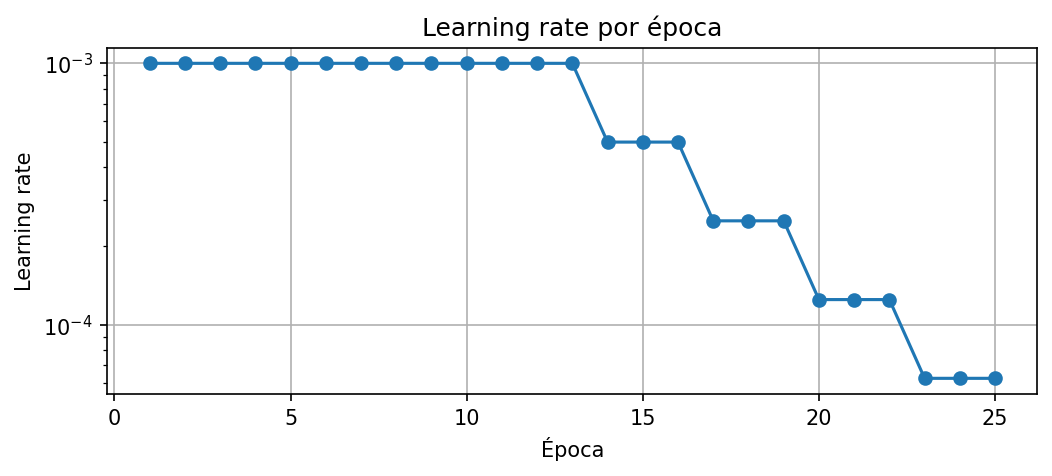 Learning rate por época
Learning rate
10⁻³
10⁻⁴
0 5 10 15 20 25
Época